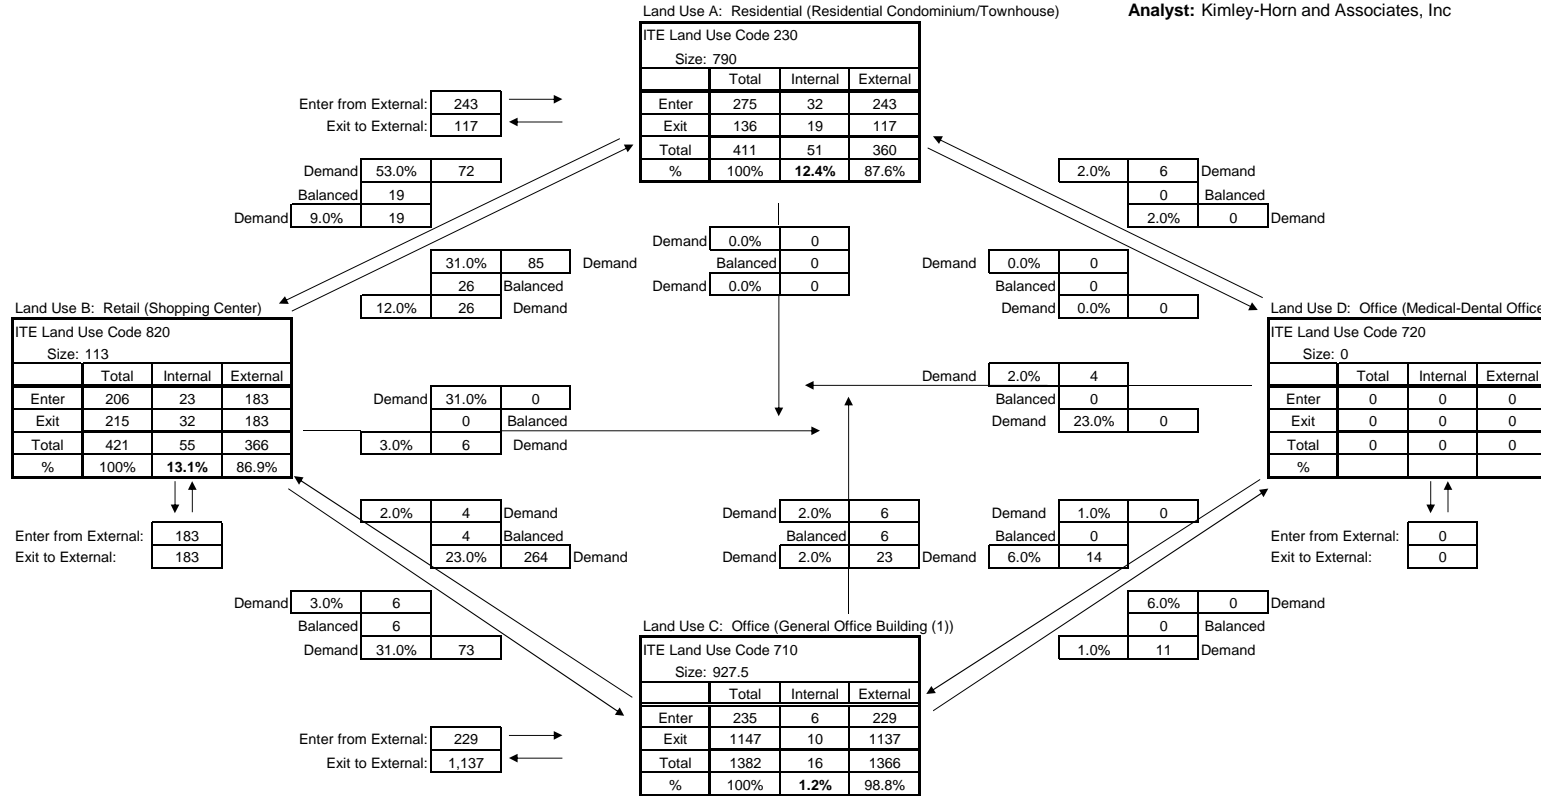 Land Use A: Residential (Residential Condominium/Townhouse)
Analyst: Kimley-Horn and Associates, Inc
ITE Land Use Code 230
Size: 790
Total Internal External
Enter 275 32 243
Exit 136 19 117
Total 411 51 360
% 100% 12.4% 87.6%
Enter from External: 243
Exit to External: 117
Demand 53.0% 72
Balanced 19
Demand 9.0% 19
2.0% 6 Demand
0 Balanced
2.0% 0 Demand
31.0% 85 Demand
26 Balanced
12.0% 26 Demand
Demand 0.0% 0
Balanced 0
Demand 0.0% 0
Demand 0.0% 0
Balanced 0
Demand 0.0% 0
Land Use B: Retail (Shopping Center)
ITE Land Use Code 820
Size: 113
Total Internal External
Enter 206 23 183
Exit 215 32 183
Total 421 55 366
% 100% 13.1% 86.9%
Enter from External: 183
Exit to External: 183
Demand 31.0% 0
0 Balanced
3.0% 6 Demand
Demand 2.0% 4
Balanced 0
Demand 23.0% 0
Land Use D: Office (Medical-Dental Office
ITE Land Use Code 720
Size: 0
Total Internal External
Enter 0 0 0
Exit 0 0 0
Total 0 0 0
%
Enter from External: 0
Exit to External: 0
2.0% 4 Demand
4 Balanced
23.0% 264 Demand
Demand 2.0% 6
Balanced 6
Demand 2.0% 23
Demand 1.0% 0
Balanced 0
Demand 6.0% 14
Demand 3.0% 6
Balanced 6
Demand 31.0% 73
6.0% 0 Demand
0 Balanced
1.0% 11 Demand
Land Use C: Office (General Office Building (1))
ITE Land Use Code 710
Size: 927.5
Total Internal External
Enter 235 6 229
Exit 1147 10 1137
Total 1382 16 1366
% 100% 1.2% 98.8%
Enter from External: 229
Exit to External: 1,137